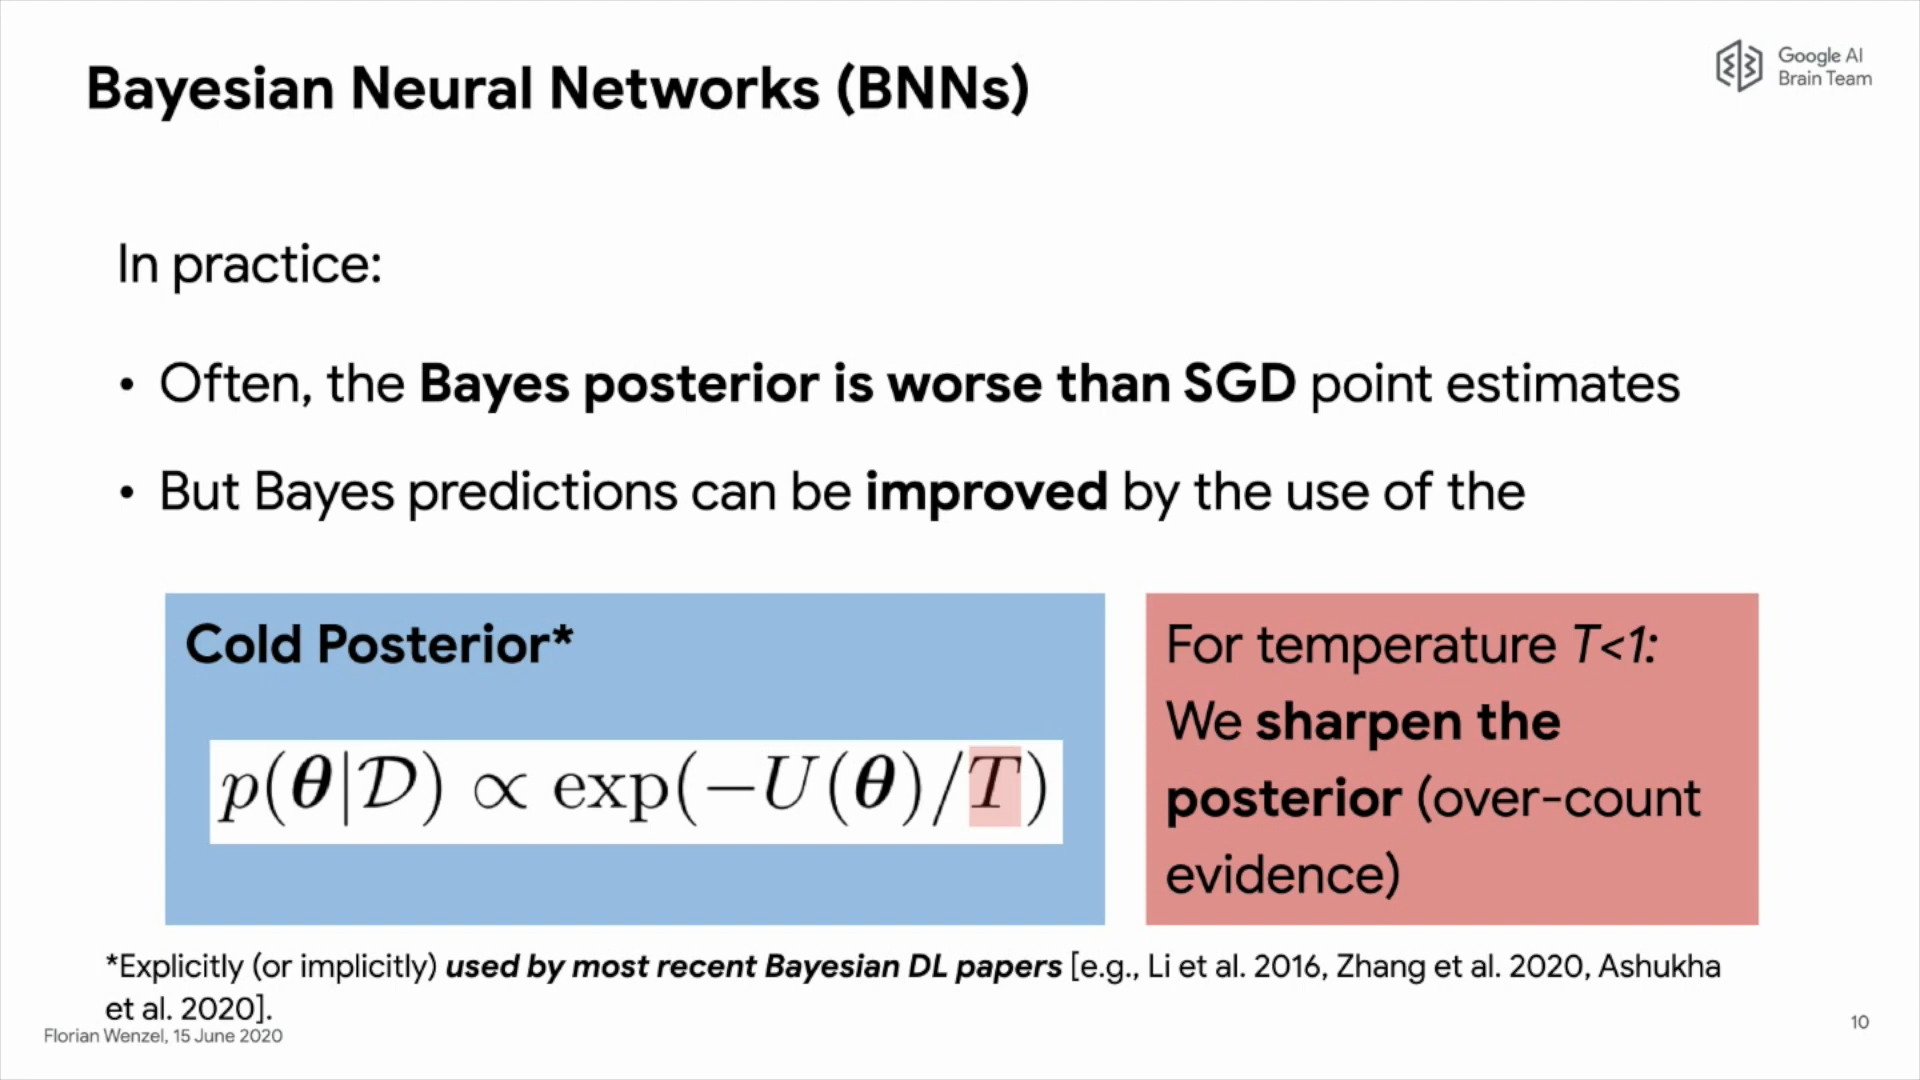 Bayesian Neural Networks (BNNs)
Google AI
Brain Team
In practice:
• Often, the Bayes posterior is worse than SGD point estimates
• But Bayes predictions can be improved by the use of the
Cold Posterior*
p(θ|𝒟) ∝ exp(−U(θ)/T)
For temperature T<1:
We sharpen the
posterior (over-count
evidence)
*Explicitly (or implicitly) used by most recent Bayesian DL papers [e.g., Li et al. 2016, Zhang et al. 2020, Ashukha
et al. 2020].
Florian Wenzel, 15 June 2020
10